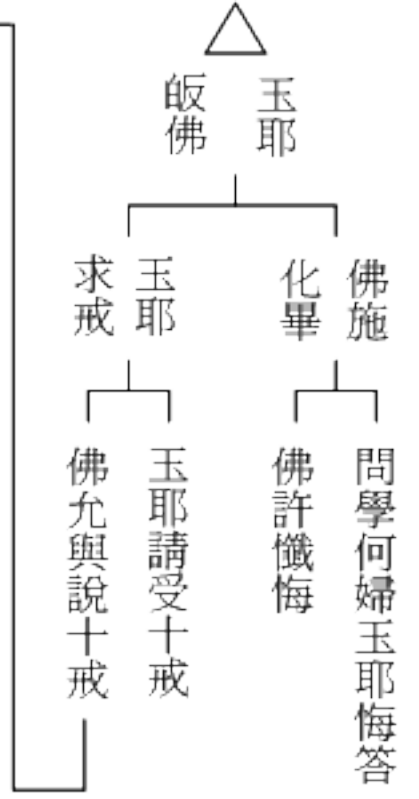 玉耶
皈佛
佛施
化畢
玉耶
求戒
問學何婦玉耶悔答
佛許懺悔
玉耶請受十戒
佛允與說十戒